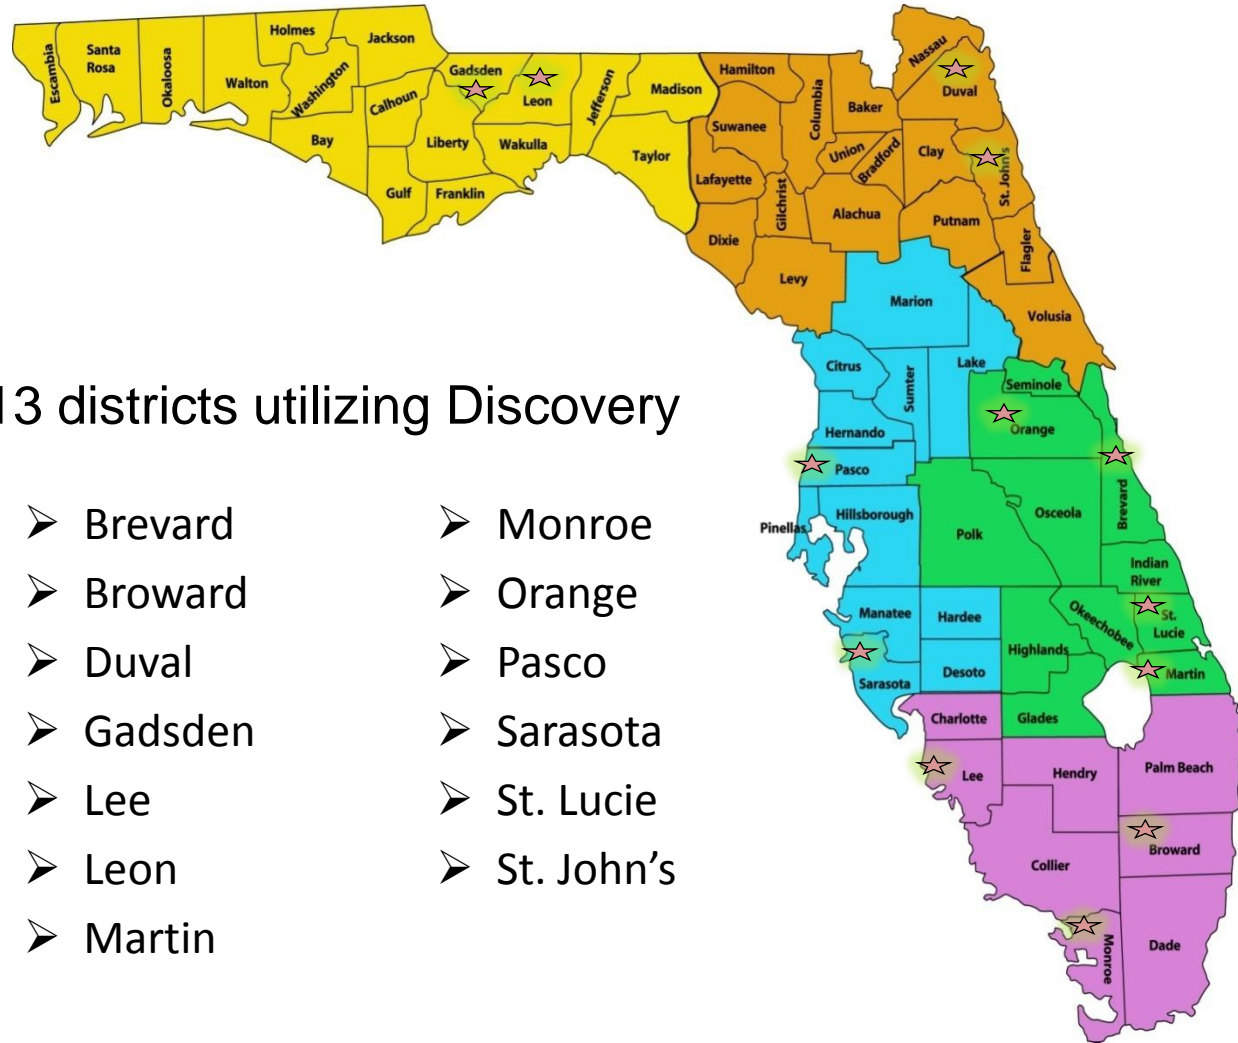 Escambia
Santa
Rosa
Okaloosa
Walton
Holmes
Washington
Jackson
Bay
Calhoun
Gulf
Gadsden
Liberty
Franklin
Leon
Wakulla
Jefferson
Madison
Taylor
Hamilton
Suwanee
Lafayette
Dixie
Columbia
Gilchrist
Levy
Baker
Union
Bradford
Alachua
Nassau
Duval
Clay
St. John's
Putnam
Flagler
Volusia
Marion
Citrus
Sumter
Lake
Hernando
Pasco
Pinellas
Hillsborough
Manatee
Hardee
Sarasota
Desoto
Seminole
Orange
Brevard
Osceola
Polk
Indian
River
Okeechobee
St.
Lucie
Highlands
Martin
Glades
Charlotte
Lee
Hendry
Palm Beach
Collier
Broward
Monroe
Dade
13 districts utilizing Discovery
➢ Brevard
➢ Broward
➢ Duval
➢ Gadsden
➢ Lee
➢ Leon
➢ Martin
➢ Monroe
➢ Orange
➢ Pasco
➢ Sarasota
➢ St. Lucie
➢ St. John’s